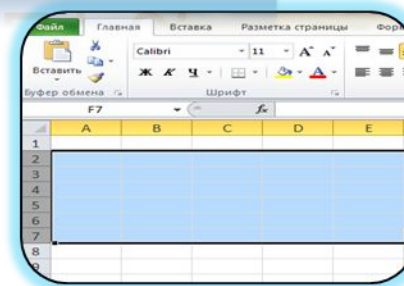 Файл Главная Вставка Разметка страницы Форм
Вставить Calibri 11 А А
Ж К Ч
Буфер обмена Шрифт
F7 fx
A B C D E
1
2
3
4
5
6
7
8
9